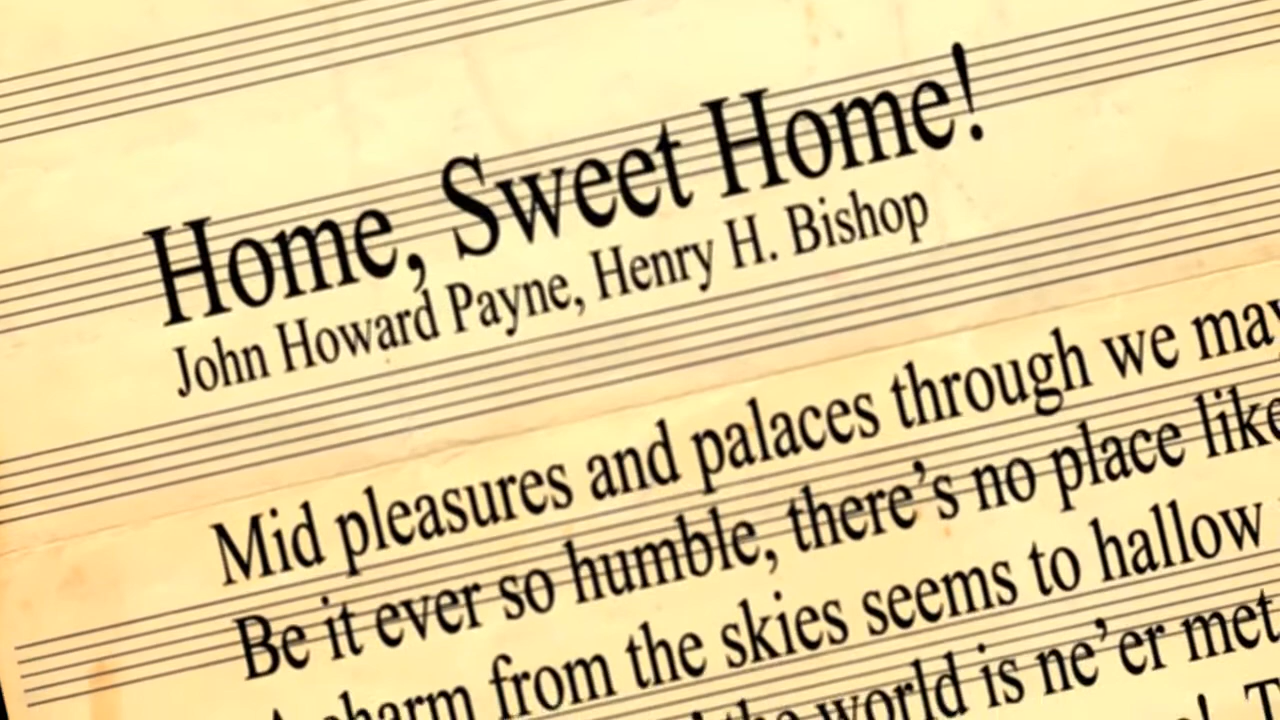 Home, Sweet Home!
John Howard Payne, Henry H. Bishop
Mid pleasures and palaces through we may
Be it ever so humble, there's no place like
charm from the skies seems to hallow
the world is ne'er met